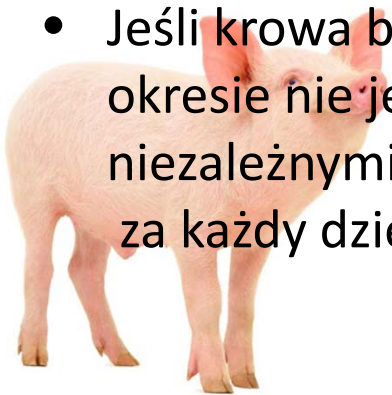 • Jeśli krowa b
okresie nie je
niezależnymi
za każdy dzie